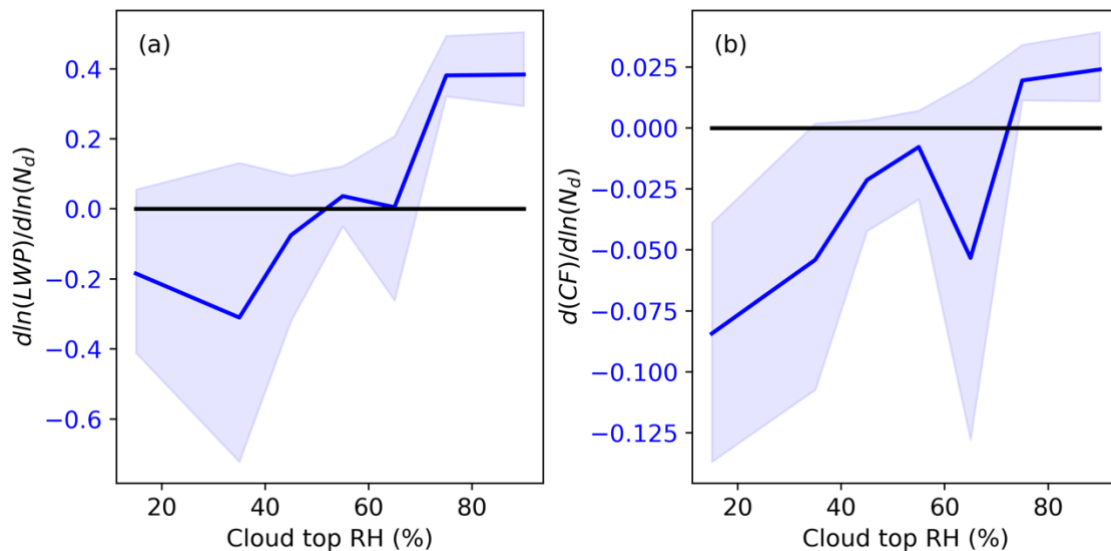 (a)
0.4
0.2
0.0
−0.2
−0.4
−0.6
dln(LWP)/dln(N_d)
20 40 60 80
Cloud top RH (%)
(b)
0.025
0.000
−0.025
−0.050
−0.075
−0.100
−0.125
d(CF)/dln(N_d)
20 40 60 80
Cloud top RH (%)